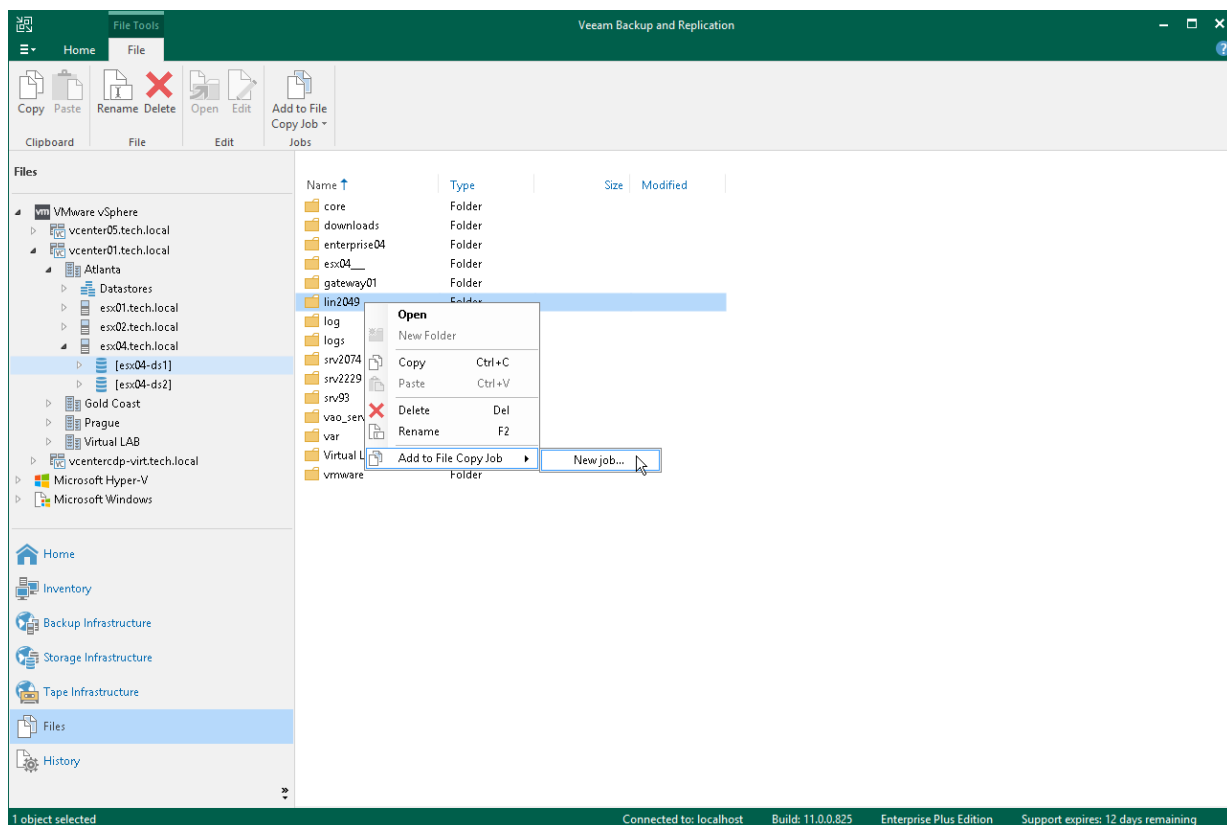 File Tools
Veeam Backup and Replication
Home File
Copy Paste Rename Delete Open Edit Add to File
Copy Job
Clipboard File Edit Jobs
Files
Name Type Size Modified
VMware vSphere
vcenter05.tech.local
vcenter01.tech.local
Atlanta
Datastores
esx01.tech.local
esx02.tech.local
esx04.tech.local
[esx04-ds1]
[esx04-ds2]
Gold Coast
Prague
Virtual LAB
vcentercdp-virt.tech.local
Microsoft Hyper-V
Microsoft Windows
core Folder
downloads Folder
enterprise04 Folder
esx04__ Folder
gateway01 Folder
lin2049 Folder
log
logs
srv2074
srv2229
srv93
vao_serv
var
Virtual L
vmware Folder
Open
New Folder
Copy Ctrl+C
Paste Ctrl+V
Delete Del
Rename F2
Add to File Copy Job
New job...
Home
Inventory
Backup Infrastructure
Storage Infrastructure
Tape Infrastructure
Files
History
1 object selected
Connected to: localhost Build: 11.0.0.825 Enterprise Plus Edition Support expires: 12 days remaining